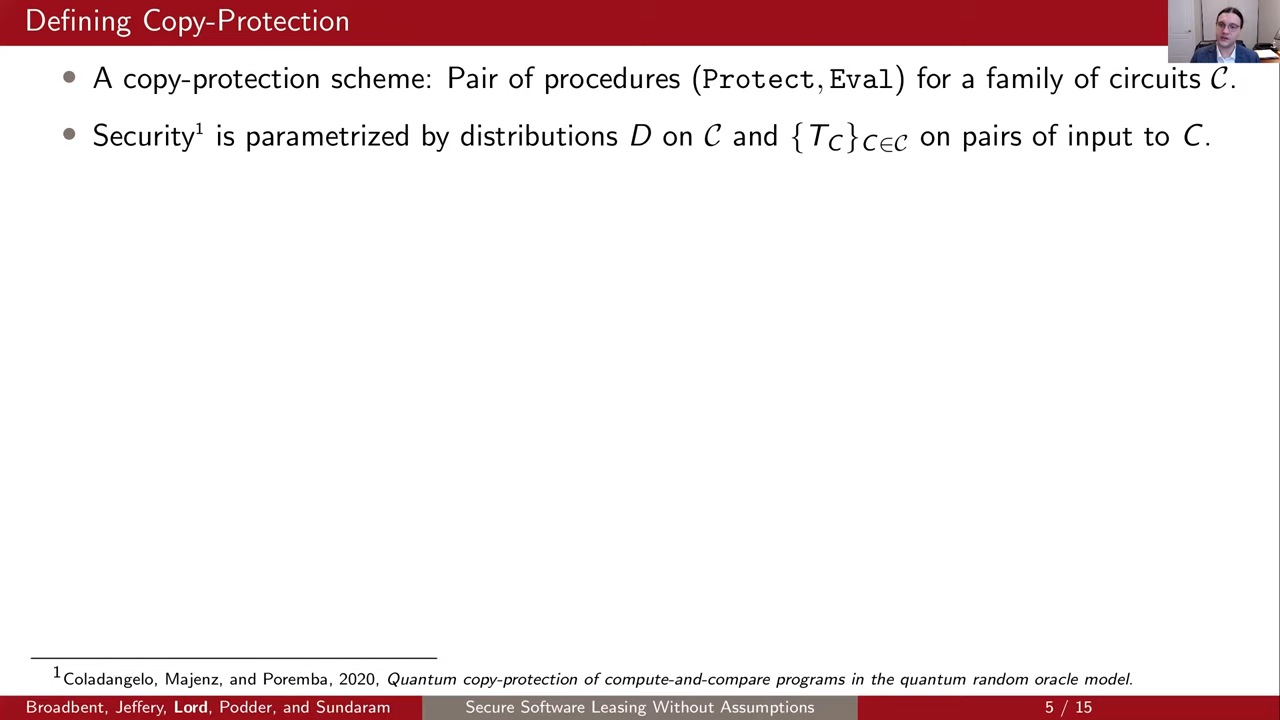 Defining Copy-Protection
• A copy-protection scheme: Pair of procedures (Protect, Eval) for a family of circuits 𝒞.
• Security¹ is parametrized by distributions D on 𝒞 and {T_C}_{C∈𝒞} on pairs of input to C.
¹Coladangelo, Majenz, and Poremba, 2020, Quantum copy-protection of compute-and-compare programs in the quantum random oracle model.
Broadbent, Jeffery, Lord, Podder, and Sundaram Secure Software Leasing Without Assumptions 5 / 15